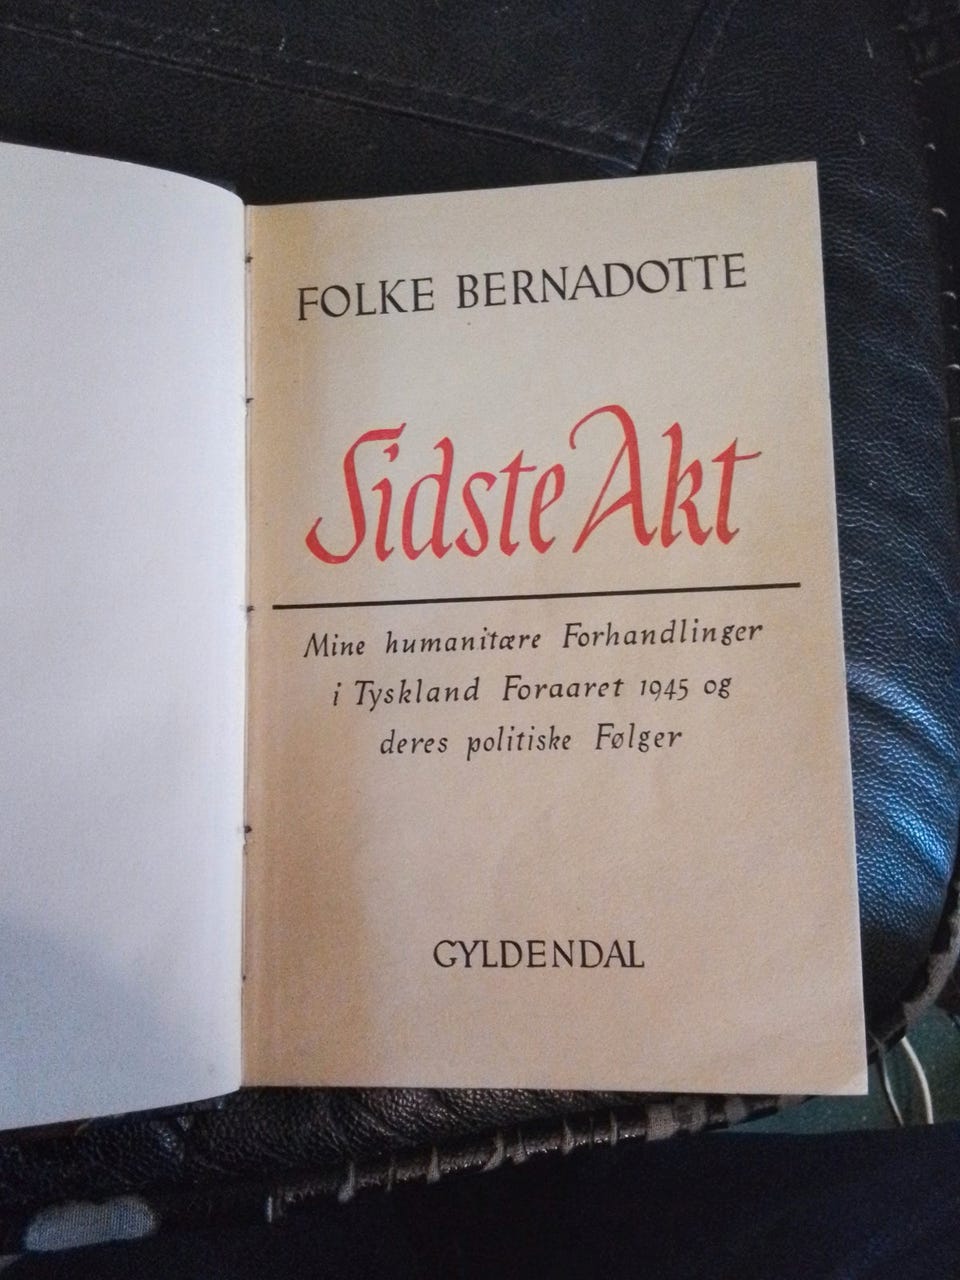 FOLKE BERNADOTTE
Sidste Akt
Mine humanitære Forhandlinger
i Tyskland Foraaret 1945 og
deres politiske Følger
GYLDENDAL